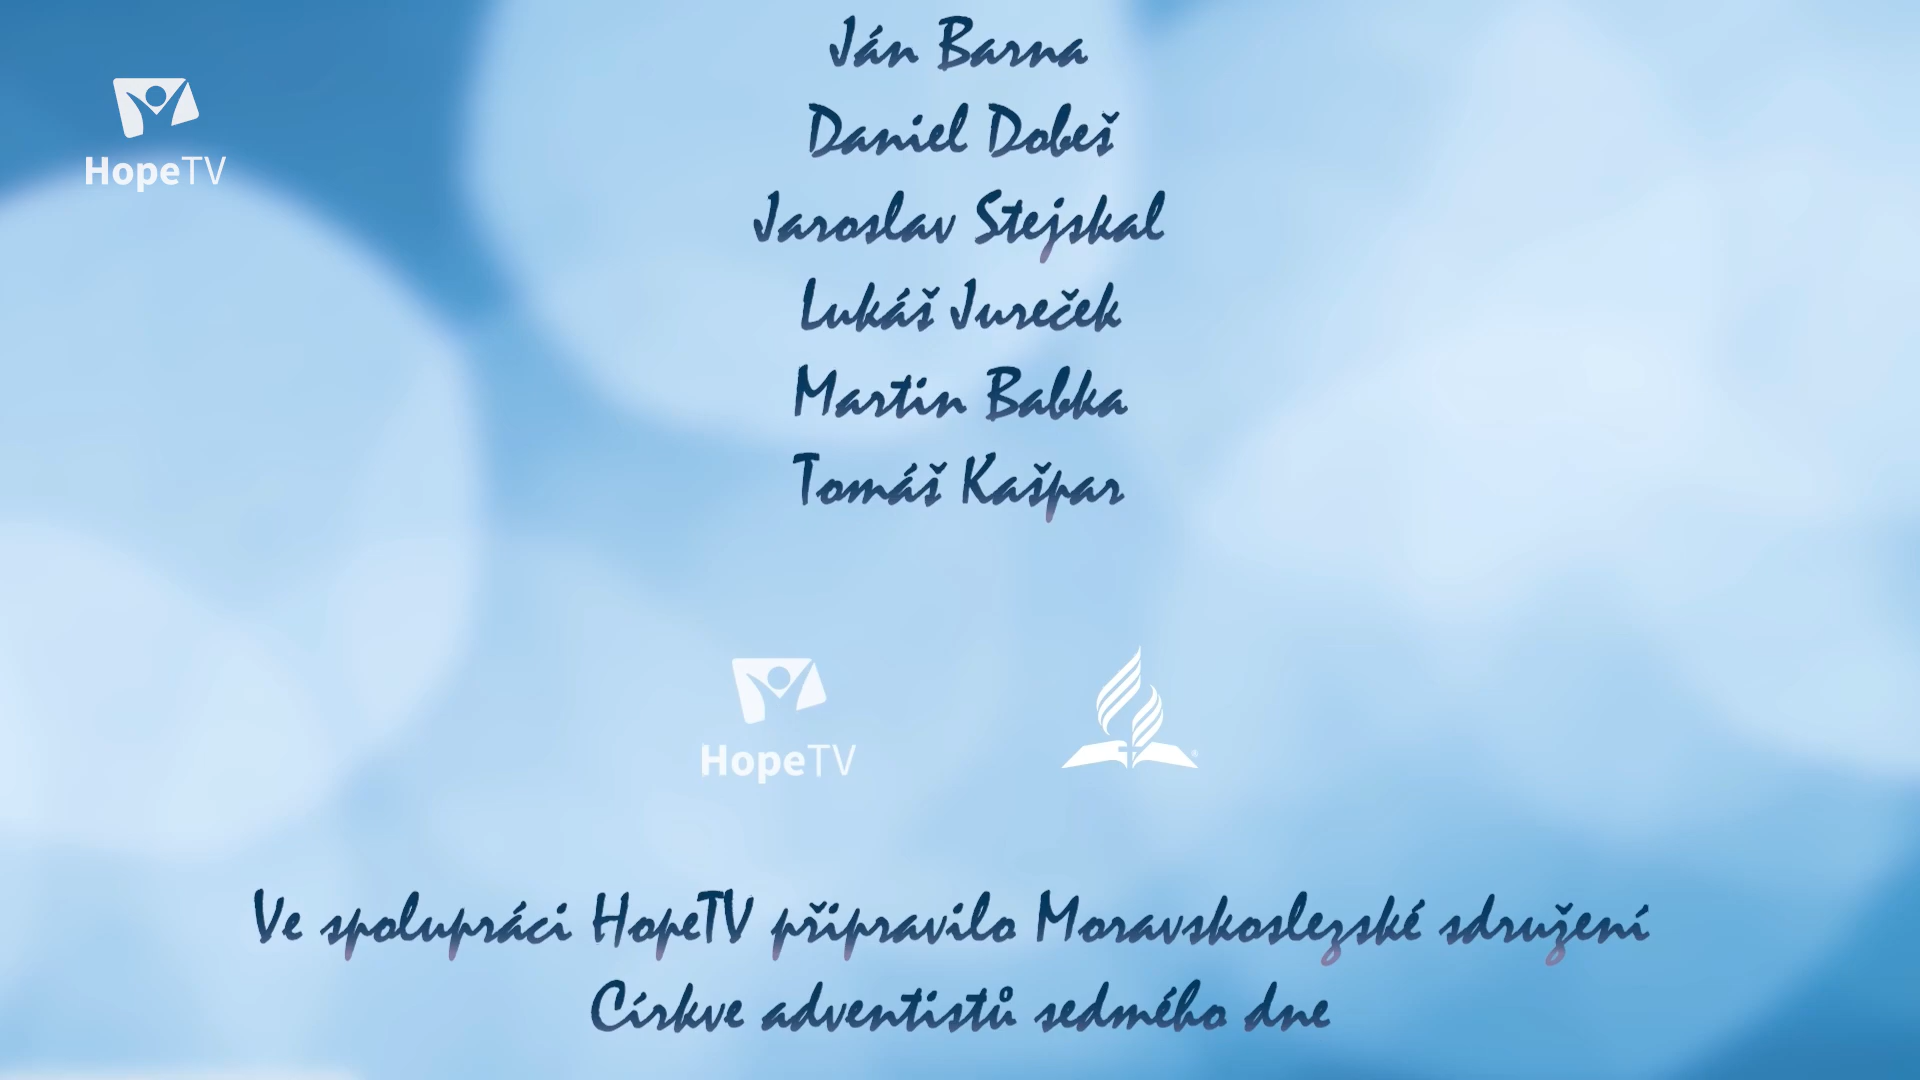 Ján Barna
Daniel Dobeš
HopeTV
Jaroslav Stejskal
Lukáš Jureček
Martin Babka
Tomáš Kašpar
HopeTV
Ve spolupráci HopeTV připravilo Moravskoslezské sdružení
Církve adventistů sedmého dne